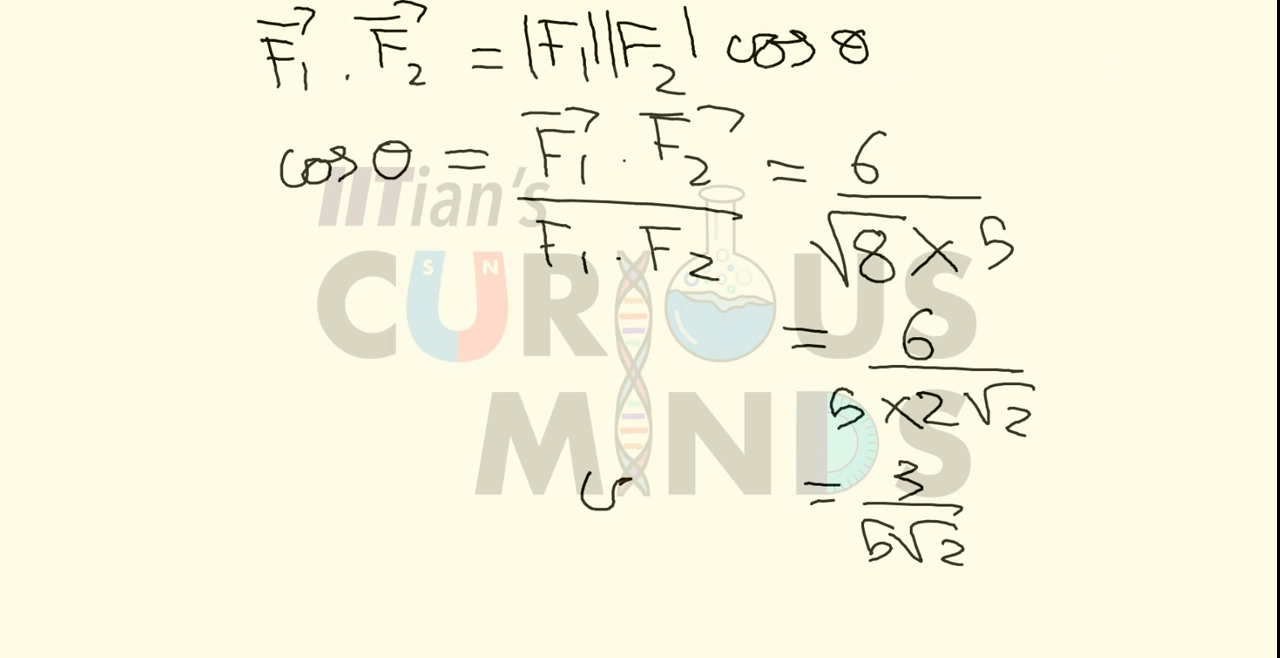 F₁⃗ . F₂⃗ = |F₁||F₂| cos θ
cos θ = F₁⃗ . F₂⃗ / F₁ . F₂ = 6 / √8 × 5
= 6 / 5 × 2√2
= 3 / 5√2
IITian's
CURIOUS
S N
MINDS